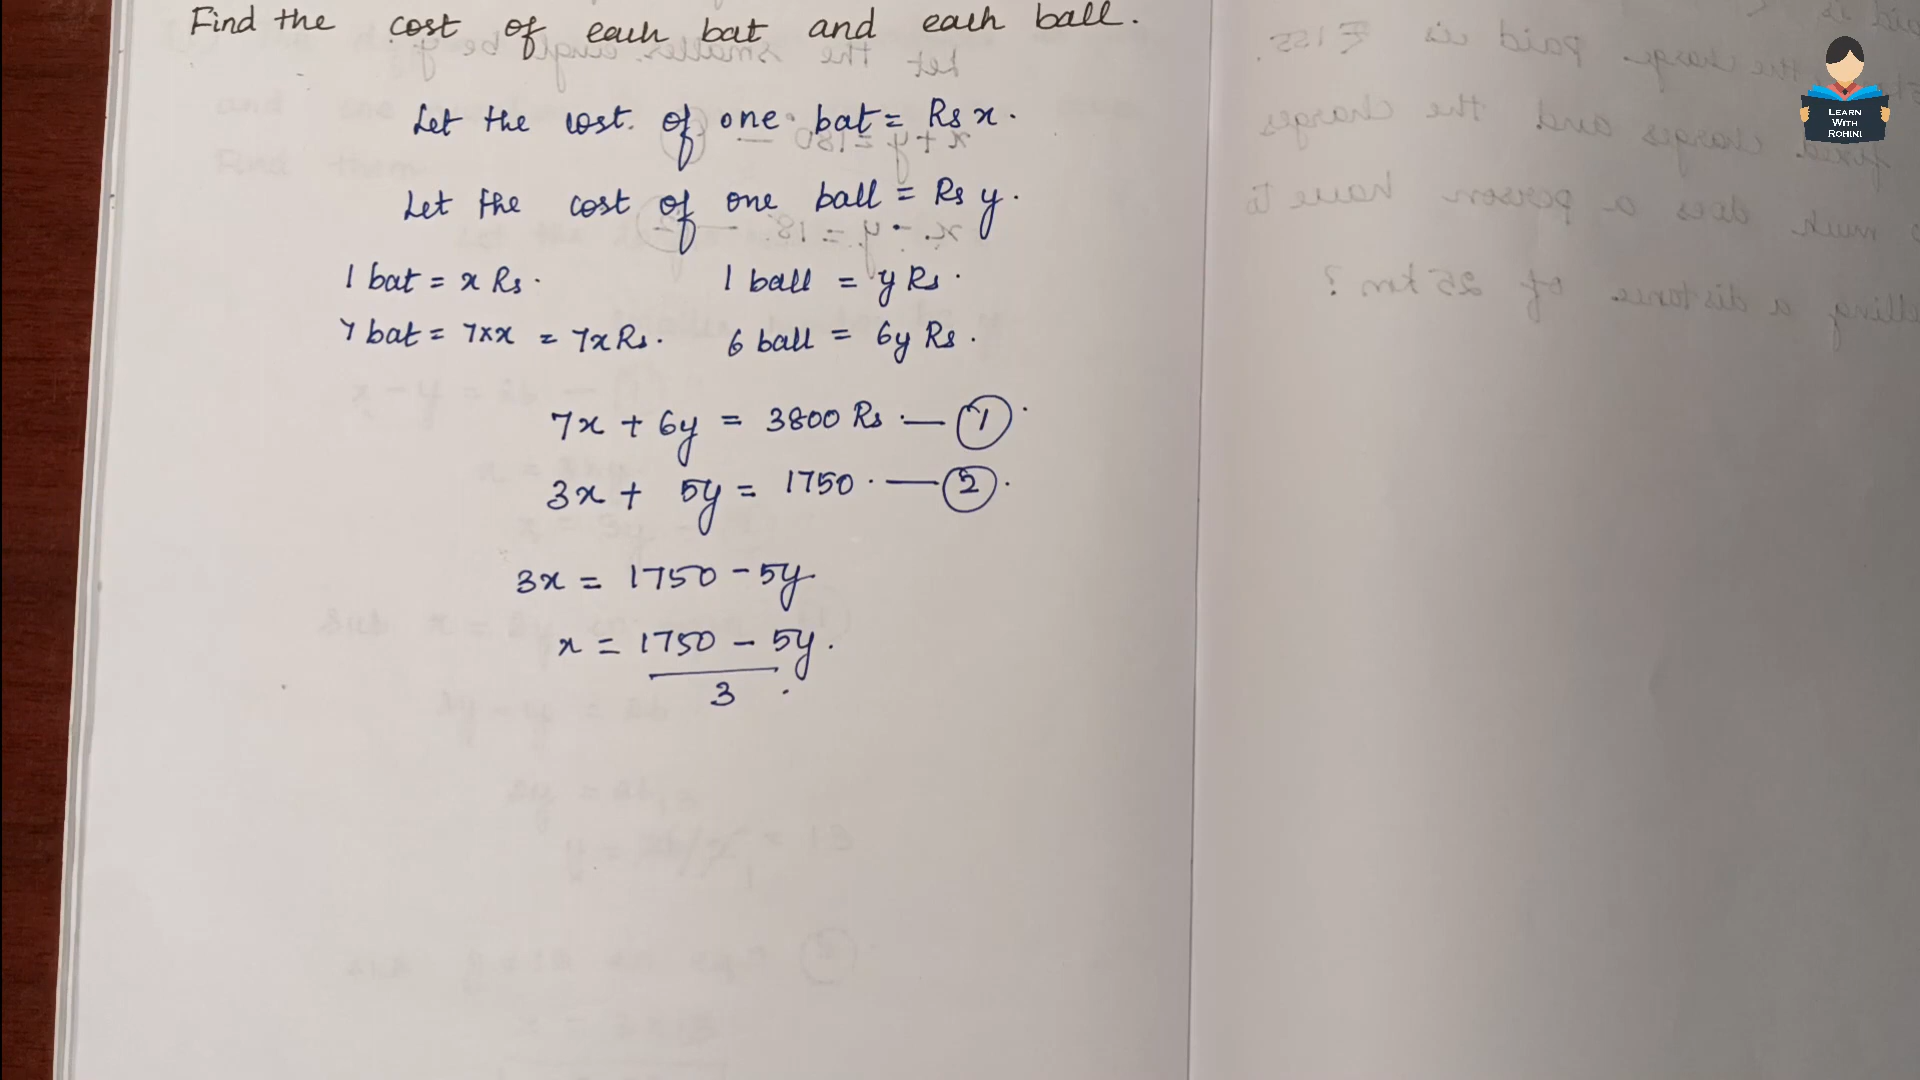 Find the cost of each bat and each ball.
Let the cost of one bat = Rs x.
Let the cost of one ball = Rs y.
1 bat = x Rs. 1 ball = y Rs.
7 bat = 7×x = 7x Rs. 6 ball = 6y Rs.
7x + 6y = 3800 Rs. — 1
3x + 5y = 1750. — 2.
3x = 1750 - 5y
x = 1750 - 5y.
3
LEARN
WITH
ROHINI